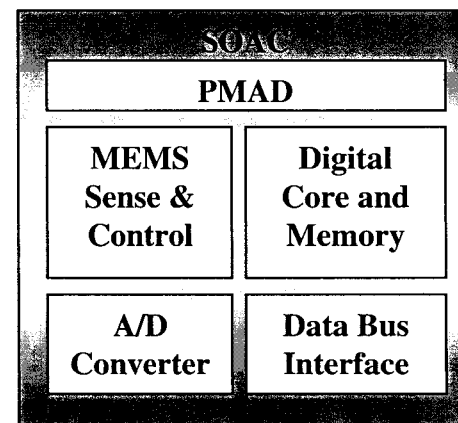 SOAC
PMAD
MEMS
Sense &
Control
Digital
Core and
Memory
A/D
Converter
Data Bus
Interface